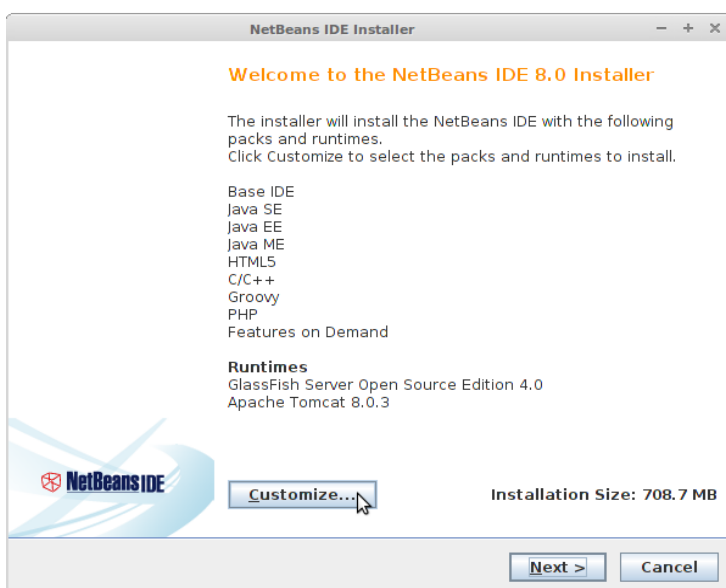 NetBeans IDE Installer
Welcome to the NetBeans IDE 8.0 Installer
The installer will install the NetBeans IDE with the following
packs and runtimes.
Click Customize to select the packs and runtimes to install.
Base IDE
Java SE
Java EE
Java ME
HTML5
C/C++
Groovy
PHP
Features on Demand
Runtimes
GlassFish Server Open Source Edition 4.0
Apache Tomcat 8.0.3
NetBeans IDE
Customize...
Installation Size: 708.7 MB
Next >
Cancel